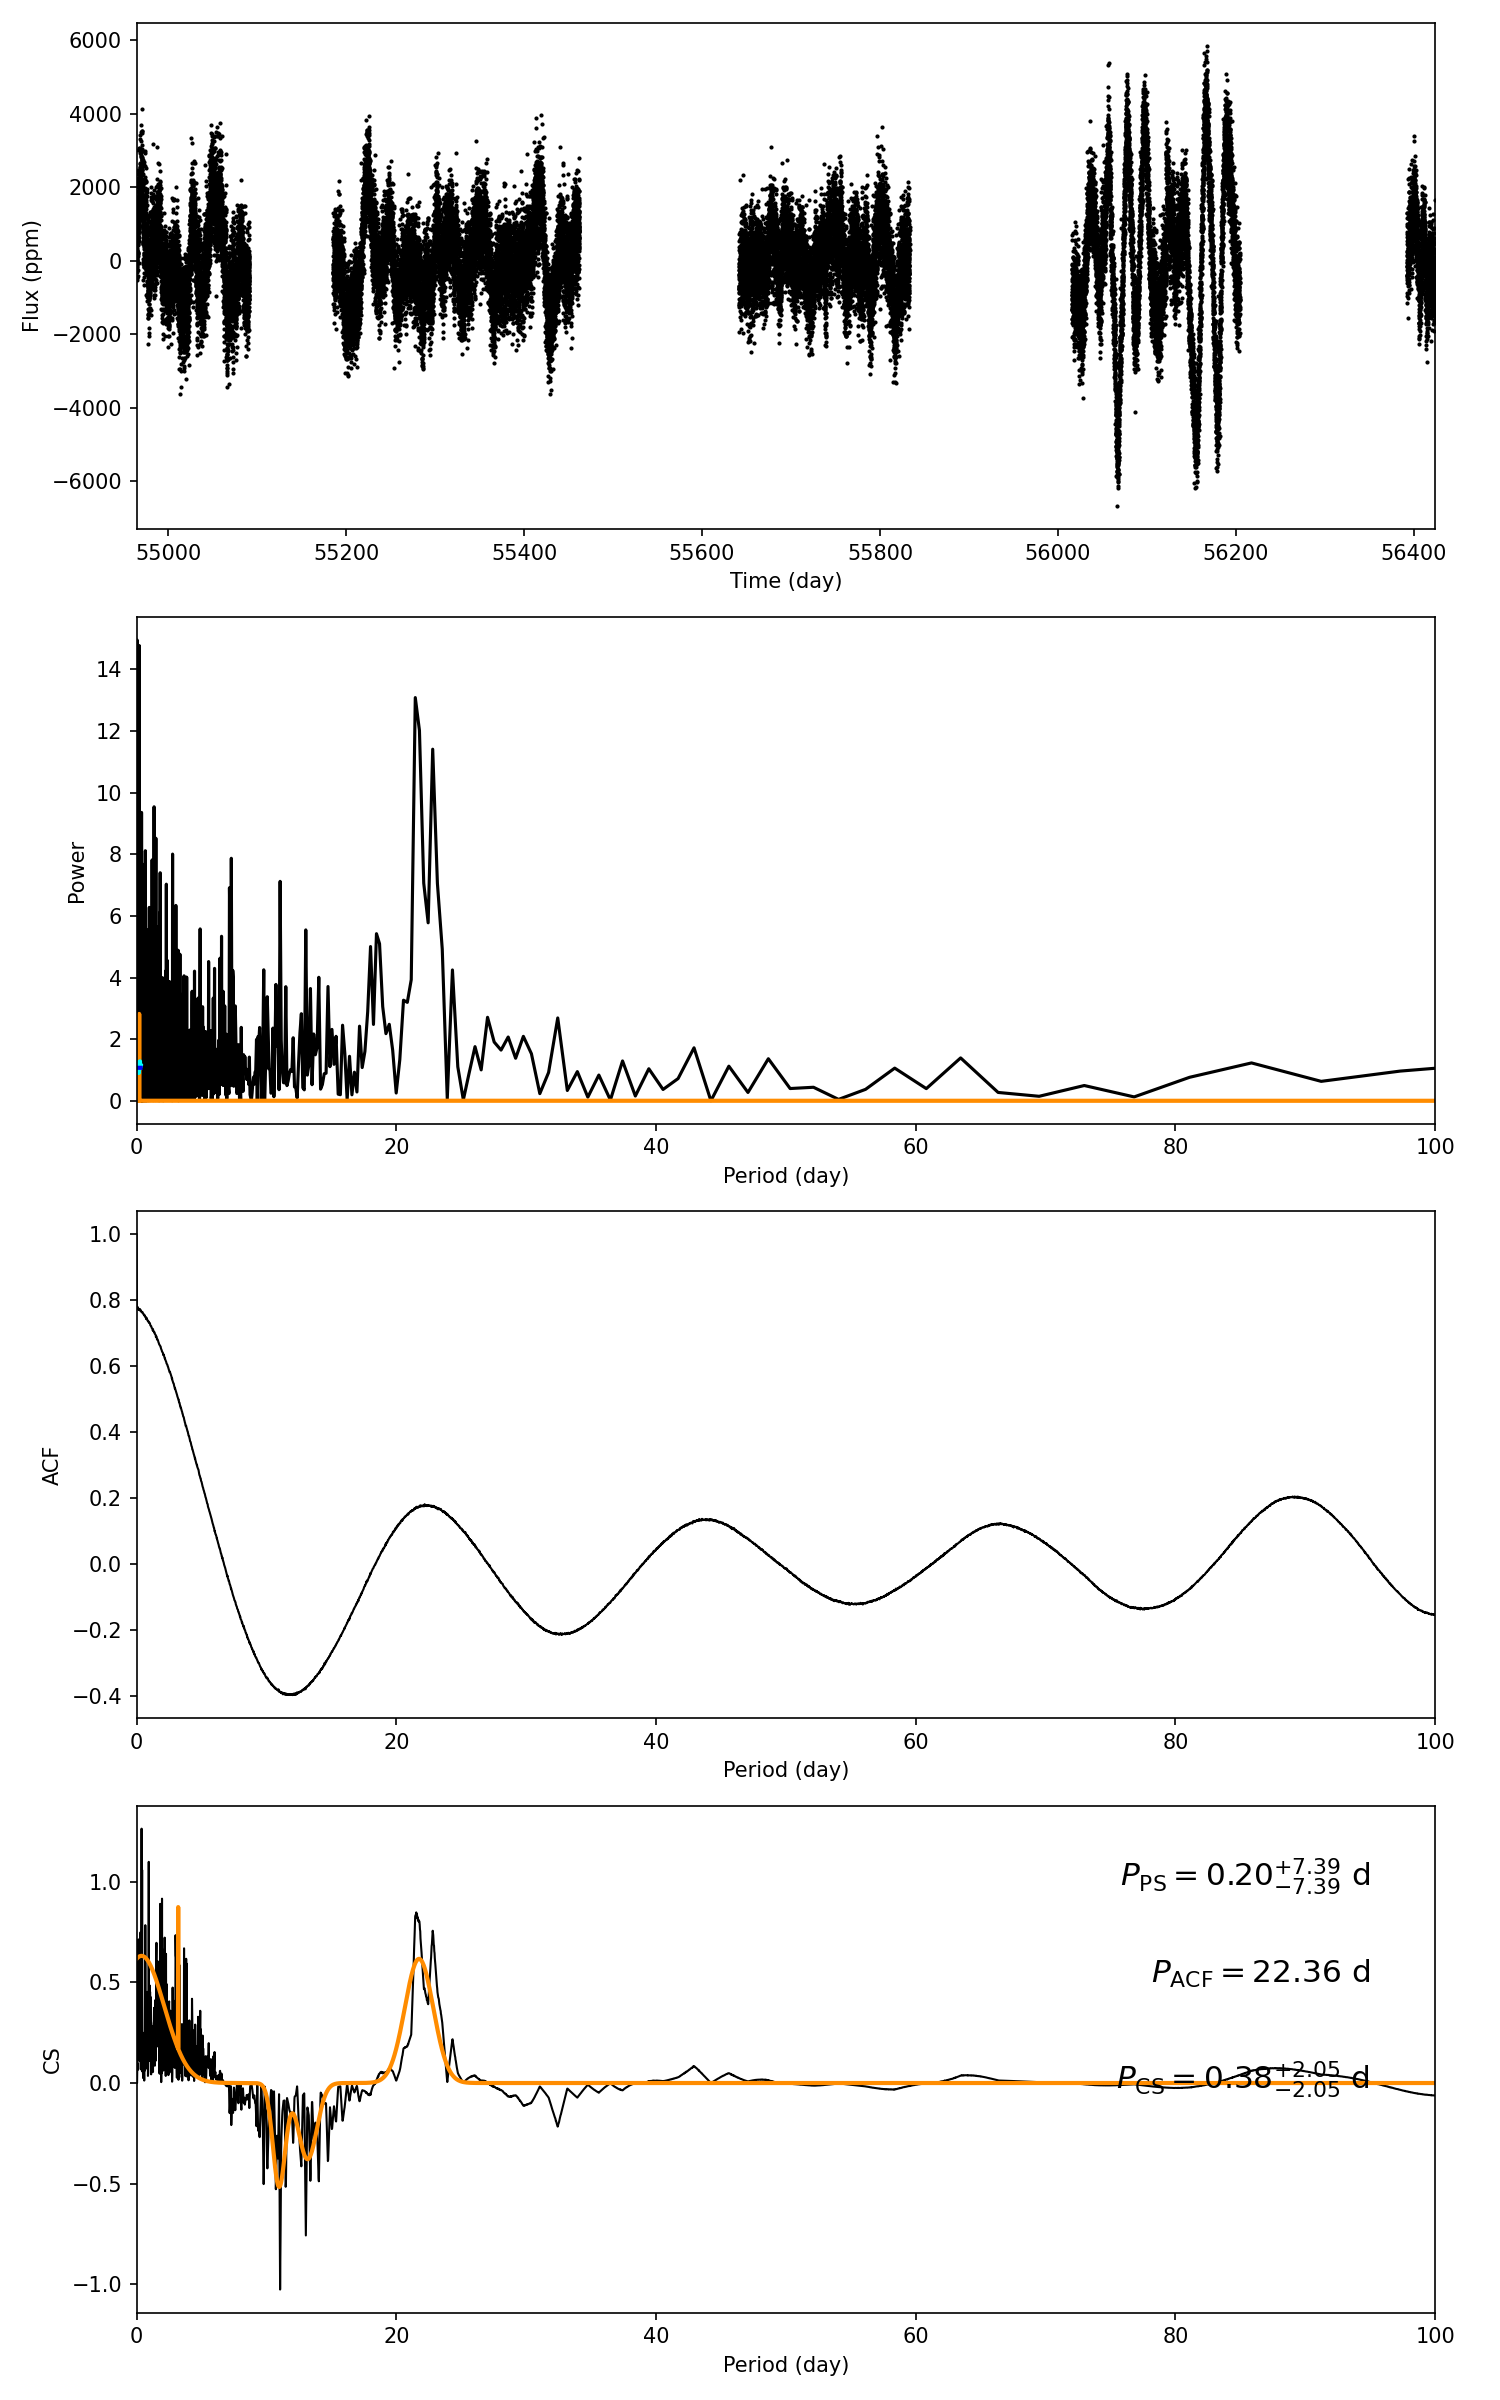 6000
4000
2000
0
−2000
−4000
−6000
Flux (ppm)
55000 55200 55400 55600 55800 56000 56200 56400
Time (day)
14
12
10
8
6
4
2
0
Power
0 20 40 60 80 100
Period (day)
1.0
0.8
0.6
0.4
0.2
0.0
−0.2
−0.4
ACF
0 20 40 60 80 100
Period (day)
1.0
0.5
0.0
−0.5
−1.0
CS
P_PS = 0.20^{+7.39}_{−7.39} d
P_ACF = 22.36 d
P_CS = 0.38^{+2.05}_{−2.05} d
0 20 40 60 80 100
Period (day)